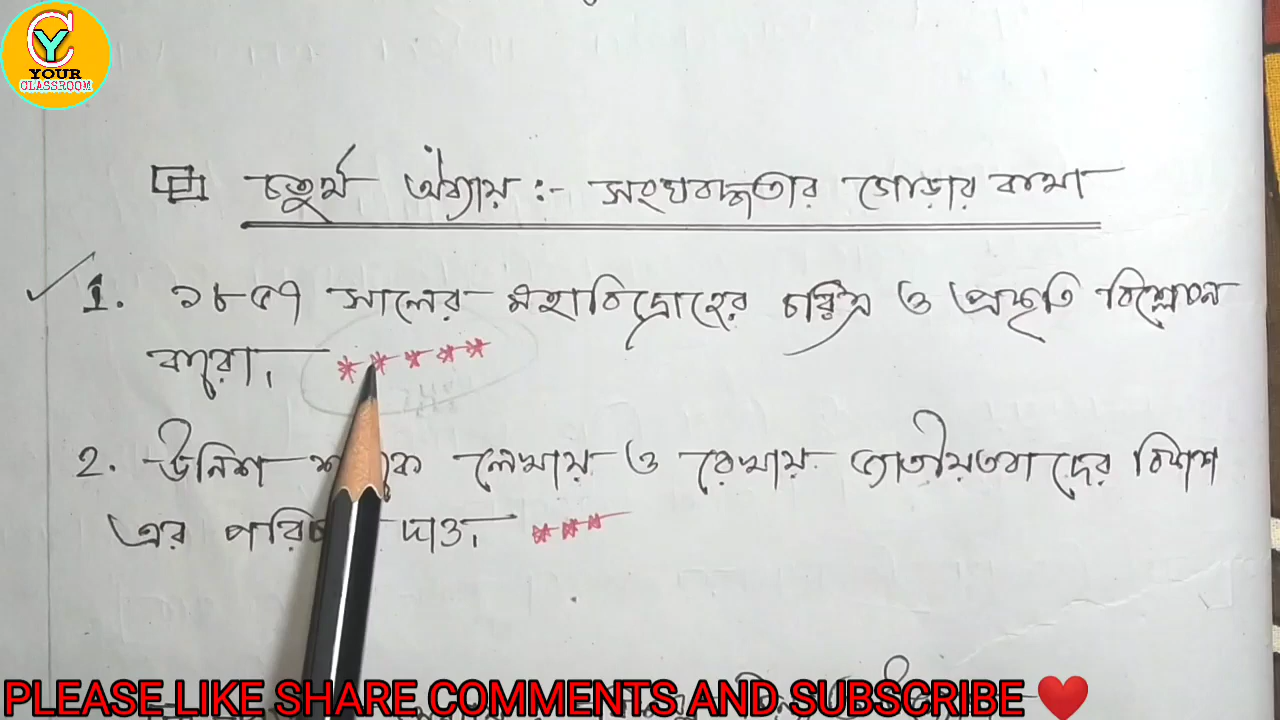 YOUR
CLASSROOM
চতুর্থ অধ্যায় :- সংঘবদ্ধতার গোড়ার কথা
1. ১৮৫৭ সালের মহাবিদ্রোহের চরিত্র ও প্রকৃতি বিশ্লেষন
করো। * * * * *
2. উনিশ লেখায় ও রেখায় জাতীয়তাবাদের বিকাশ
এর দাও। * * *
PLEASE LIKE SHARE COMMENTS AND SUBSCRIBE